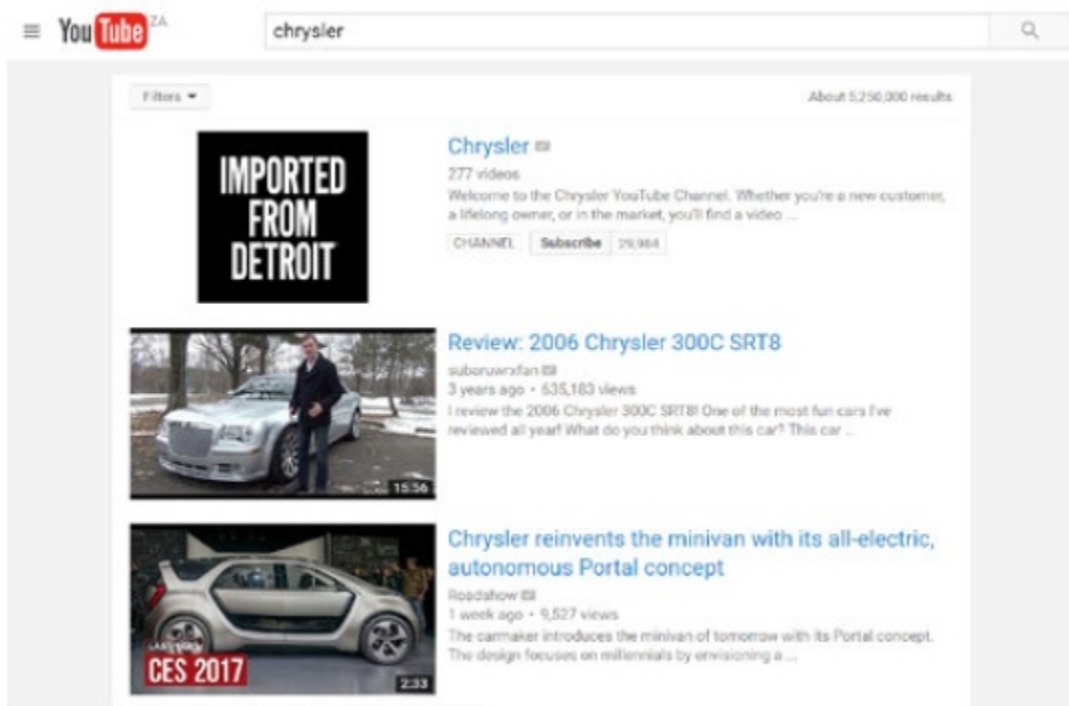 YouTube ZA
chrysler
Filters
About 5,250,000 results
IMPORTED
FROM
DETROIT
Chrysler
277 videos
Welcome to the Chrysler YouTube Channel. Whether you're a new customer,
a lifelong owner, or in the market, you'll find a video ...
CHANNEL Subscribe 29,984
Review: 2006 Chrysler 300C SRT8
subaruwrxfan
3 years ago • 635,183 views
I review the 2006 Chrysler 300C SRT8! One of the most fun cars I've
reviewed all year! What do you think about this car? This car ...
15:56
Chrysler reinvents the minivan with its all-electric,
autonomous Portal concept
Roadshow
1 week ago • 9,527 views
The carmaker introduces the minivan of tomorrow with its Portal concept.
The design focuses on millennials by envisioning a ...
CES 2017
2:33